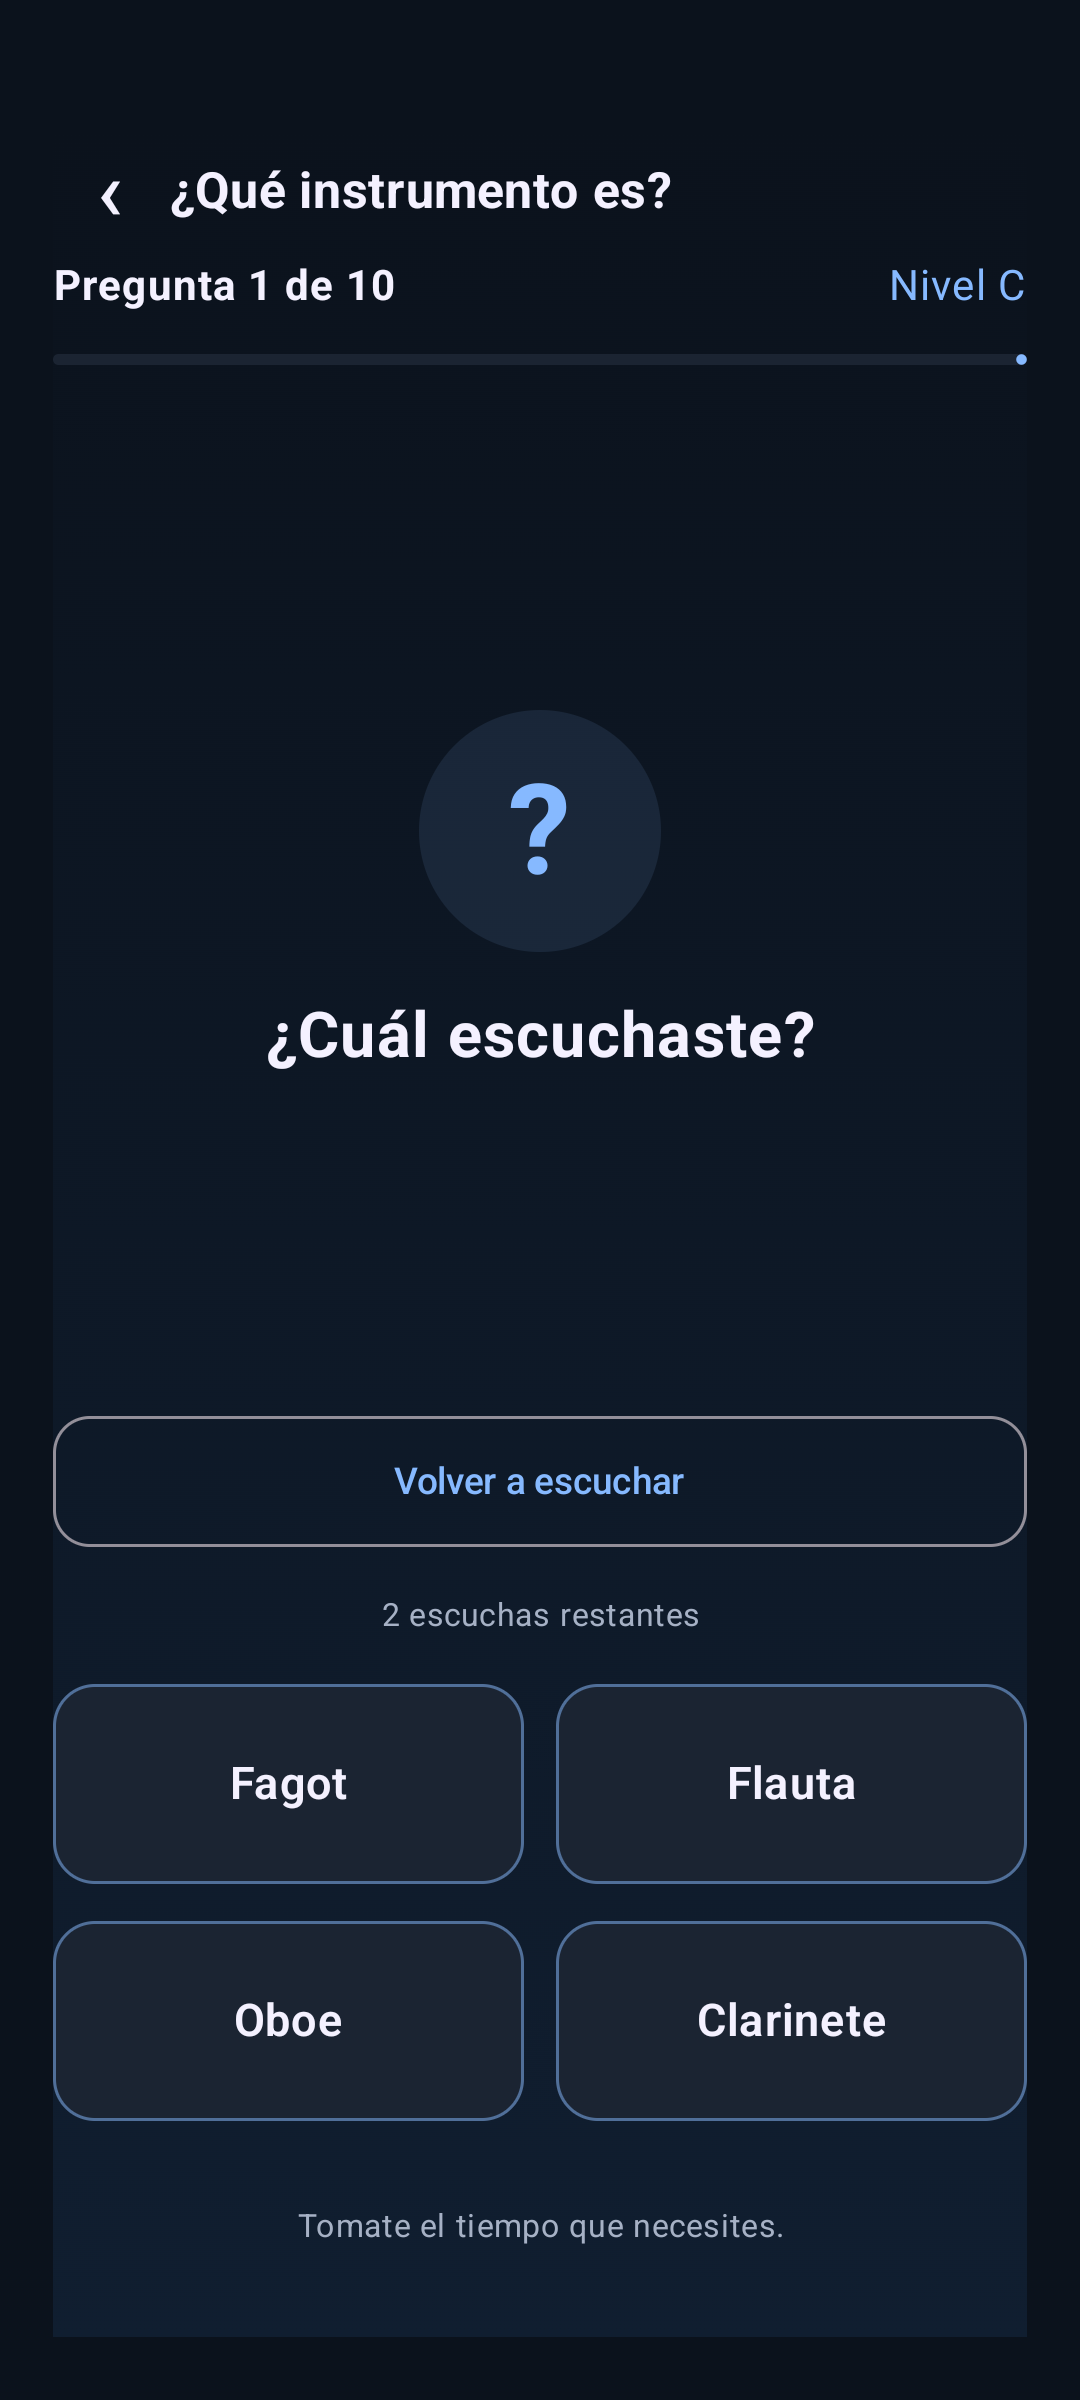 ¿Qué instrumento es?
Pregunta 1 de 10
Nivel C
?
¿Cuál escuchaste?
Volver a escuchar
2 escuchas restantes
Fagot
Flauta
Oboe
Clarinete
Tomate el tiempo que necesites.